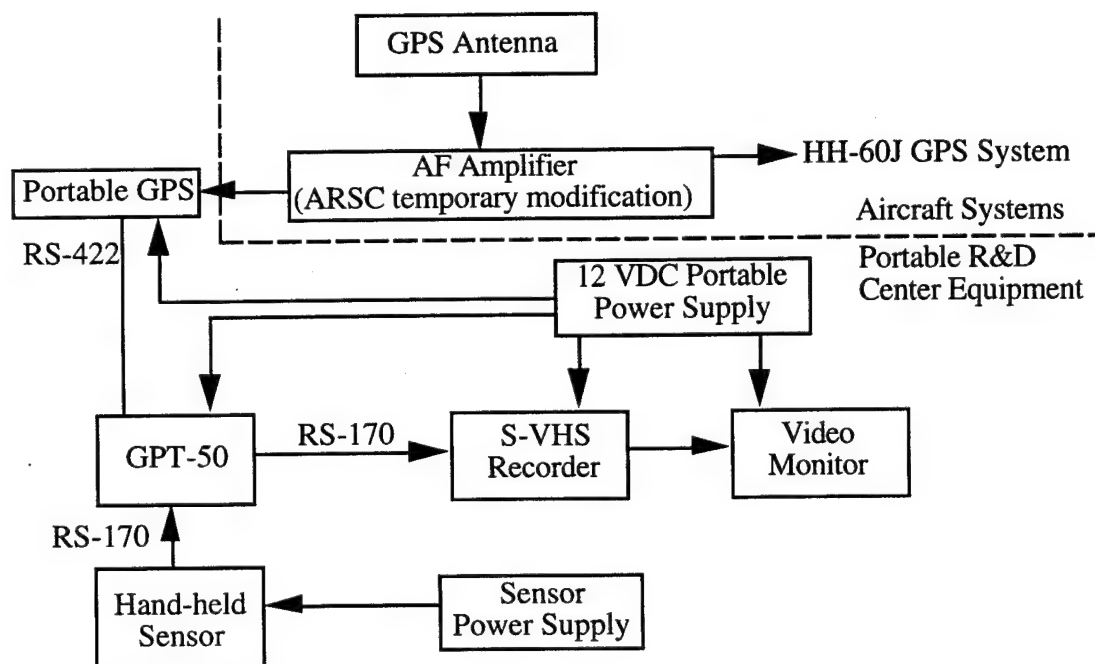 GPS Antenna
AF Amplifier
(ARSC temporary modification)
HH-60J GPS System
Portable GPS
Aircraft Systems
RS-422
Portable R&D
Center Equipment
12 VDC Portable
Power Supply
GPT-50
RS-170
S-VHS
Recorder
Video
Monitor
RS-170
Hand-held
Sensor
Sensor
Power Supply